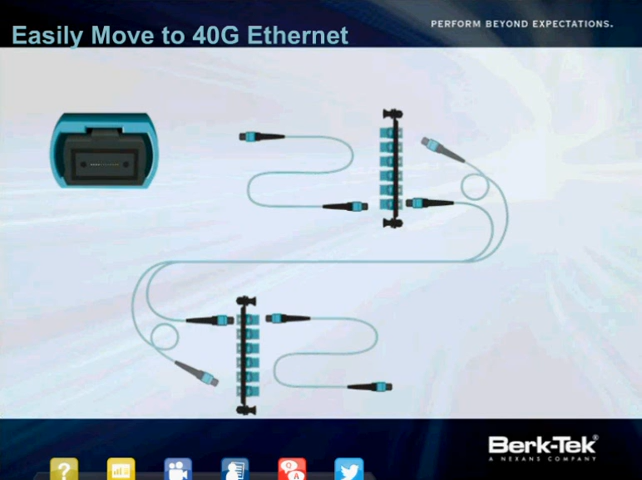 Easily Move to 40G Ethernet
PERFORM BEYOND EXPECTATIONS.
Berk-Tek®
A NEXANS COMPANY
?
Q
A